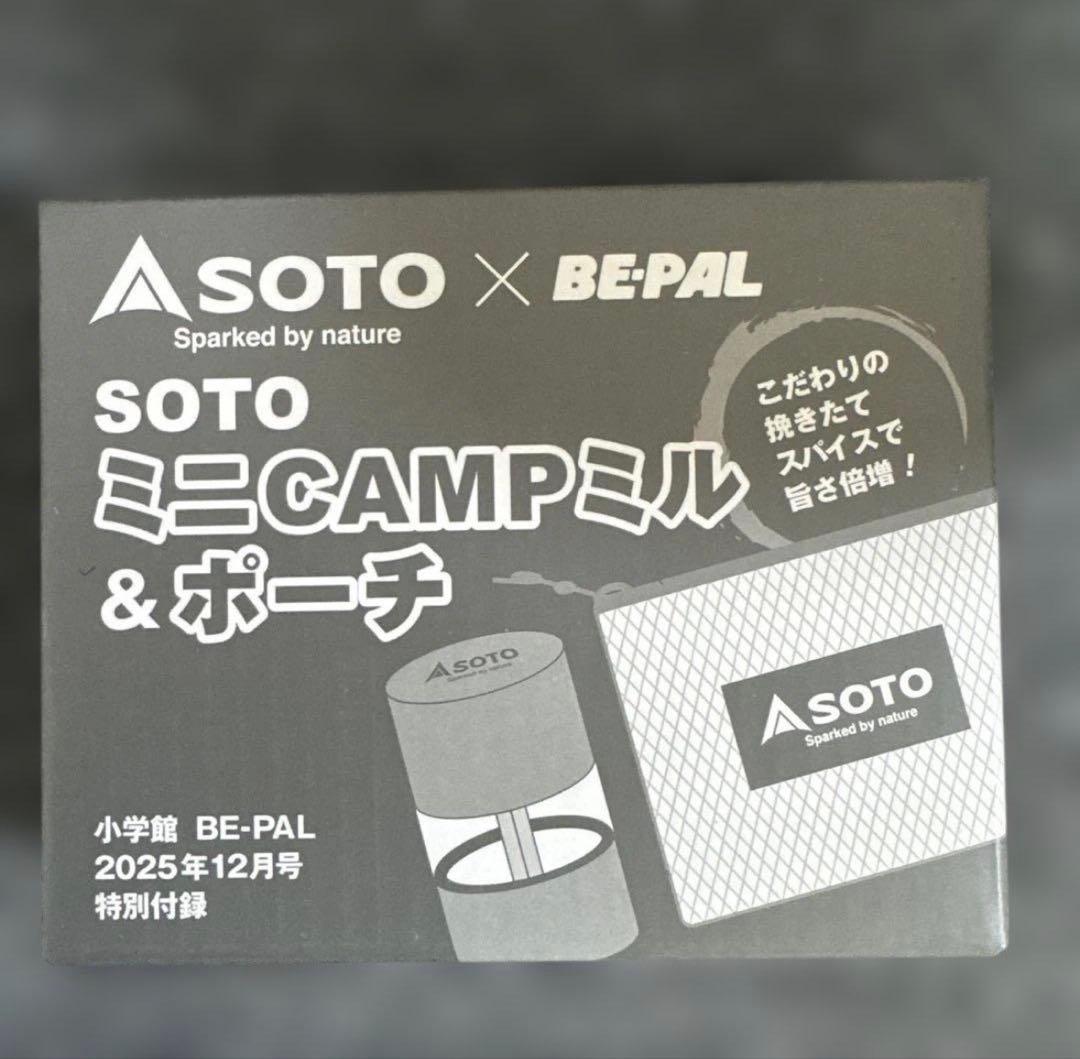 SOTO × BE-PAL
Sparked by nature
SOTO
ミニCAMPミル
&ポーチ
こだわりの
挽きたて
スパイスで
旨さ倍増！
SOTO
Sparked by nature
SOTO
Sparked by nature
小学館 BE-PAL
2025年12月号
特別付録